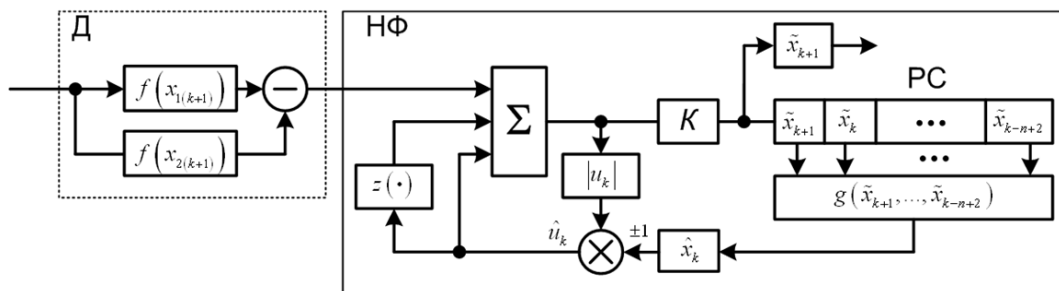 Д
f(x₁₍ₖ₊₁₎)
−
f(x₂₍ₖ₊₁₎)
НФ
x̃ₖ₊₁
РС
Σ
К
x̃ₖ₊₁ x̃ₖ ••• x̃ₖ₋ₙ₊₂
•••
z(·)
|uₖ|
g(x̃ₖ₊₁,...,x̃ₖ₋ₙ₊₂)
ûₖ
×
±1
x̂ₖ